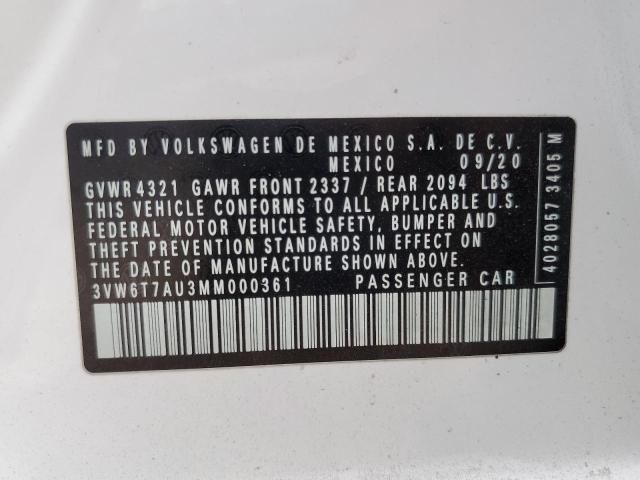 MFD BY VOLKSWAGEN DE MEXICO S.A. DE C.V.
MEXICO 09/20
GVWR 4321 GAWR FRONT 2337 / REAR 2094 LBS
THIS VEHICLE CONFORMS TO ALL APPLICABLE U.S.
FEDERAL MOTOR VEHICLE SAFETY, BUMPER AND
THEFT PREVENTION STANDARDS IN EFFECT ON
THE DATE OF MANUFACTURE SHOWN ABOVE.
3VW6T7AU3MM000361 PASSENGER CAR
4028057 3405 M